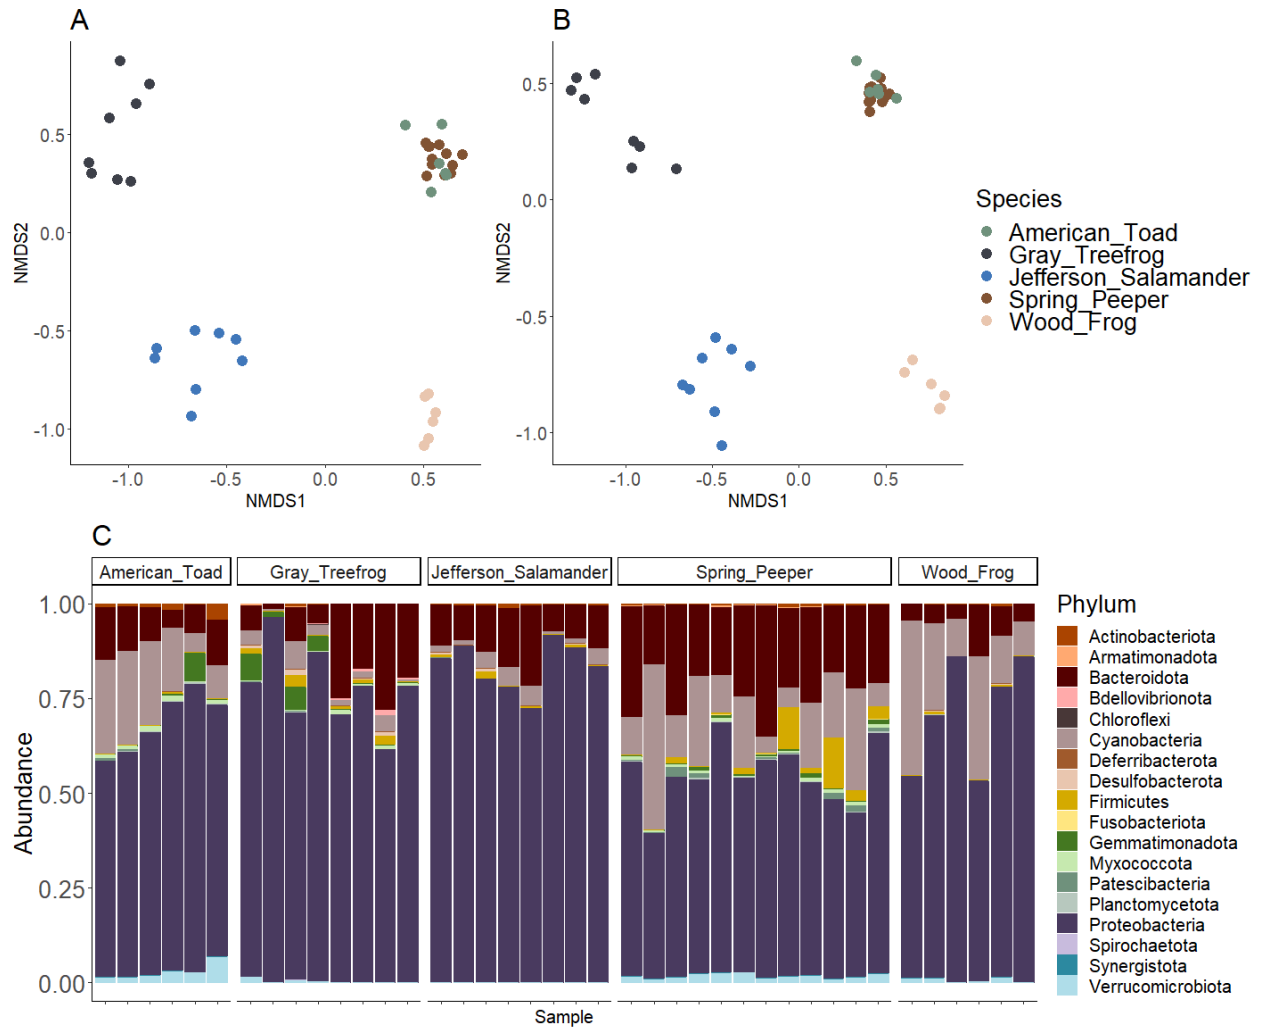 A
B
0.5
0.0
-0.5
-1.0
NMDS2
-1.0
-0.5
0.0
0.5
NMDS1
0.5
0.0
-0.5
-1.0
NMDS2
-1.0
-0.5
0.0
0.5
NMDS1
Species
American_Toad
Gray_Treefrog
Jefferson_Salamander
Spring_Peeper
Wood_Frog
C
American_Toad
Gray_Treefrog
Jefferson_Salamander
Spring_Peeper
Wood_Frog
1.00
0.75
0.50
0.25
0.00
Abundance
Sample
Phylum
Actinobacteriota
Armatimonadota
Bacteroidota
Bdellovibrionota
Chloroflexi
Cyanobacteria
Deferribacterota
Desulfobacterota
Firmicutes
Fusobacteriota
Gemmatimonadota
Myxococcota
Patescibacteria
Planctomycetota
Proteobacteria
Spirochaetota
Synergistota
Verrucomicrobiota